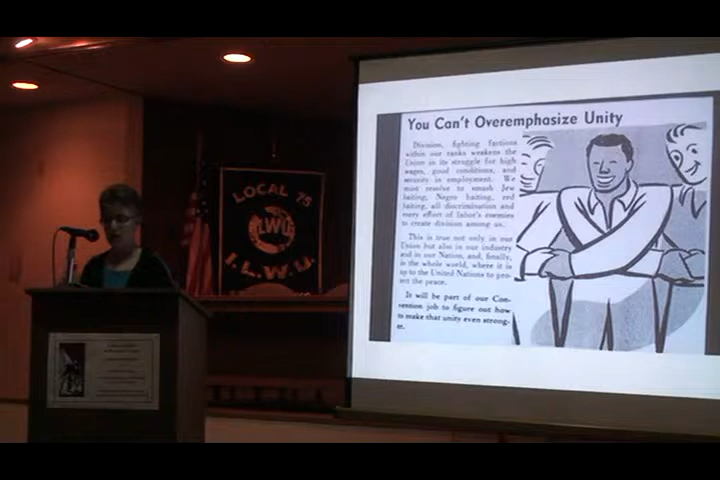 You Can't Overemphasize Unity
Division, fighting factions
within our ranks weakens the
Union in its struggle for high
wages, good conditions, and
security in employment. We
must resolve to smash Jew
baiting, Negro baiting, red
baiting, all discrimination and
every effort of labor's enemies
to create division among us.
This is true not only in our
Union but also in our industry
and in our Nation, and, finally,
in the whole world, where it is
up to the United Nations to pro-
tect the peace.
It will be part of our Con-
vention job to figure out how
to make that unity even strong-
er.
LOCAL 75
ILWU
I.L.W.U.